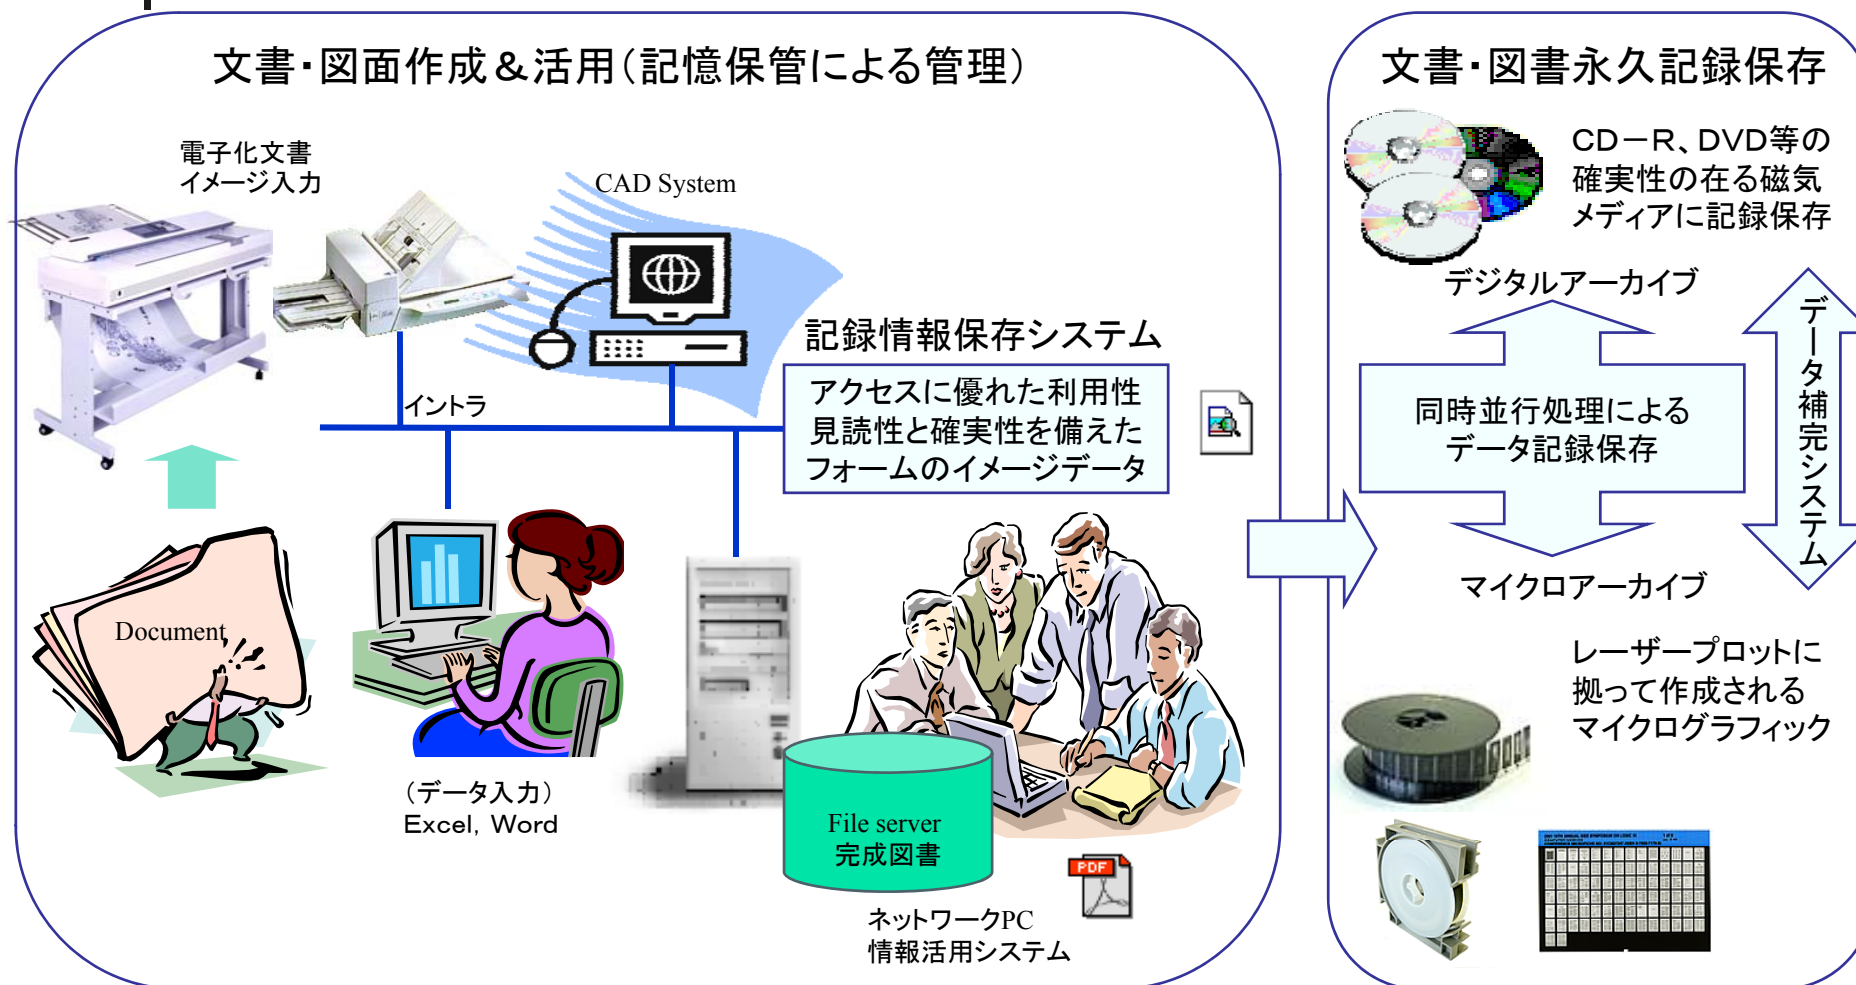 文書・図面作成＆活用（記憶保管による管理）
電子化文書
イメージ入力
CAD System
イントラ
記録情報保存システム
アクセスに優れた利用性
見読性と確実性を備えた
フォームのイメージデータ
Document
（データ入力）
Excel, Word
File server
完成図書
PDF
ネットワークPC
情報活用システム
文書・図書永久記録保存
CD－R、DVD等の
確実性の在る磁気
メディアに記録保存
デジタルアーカイブ
同時並行処理による
データ記録保存
データ補完システム
マイクロアーカイブ
レーザープロットに
拠って作成される
マイクログラフィック